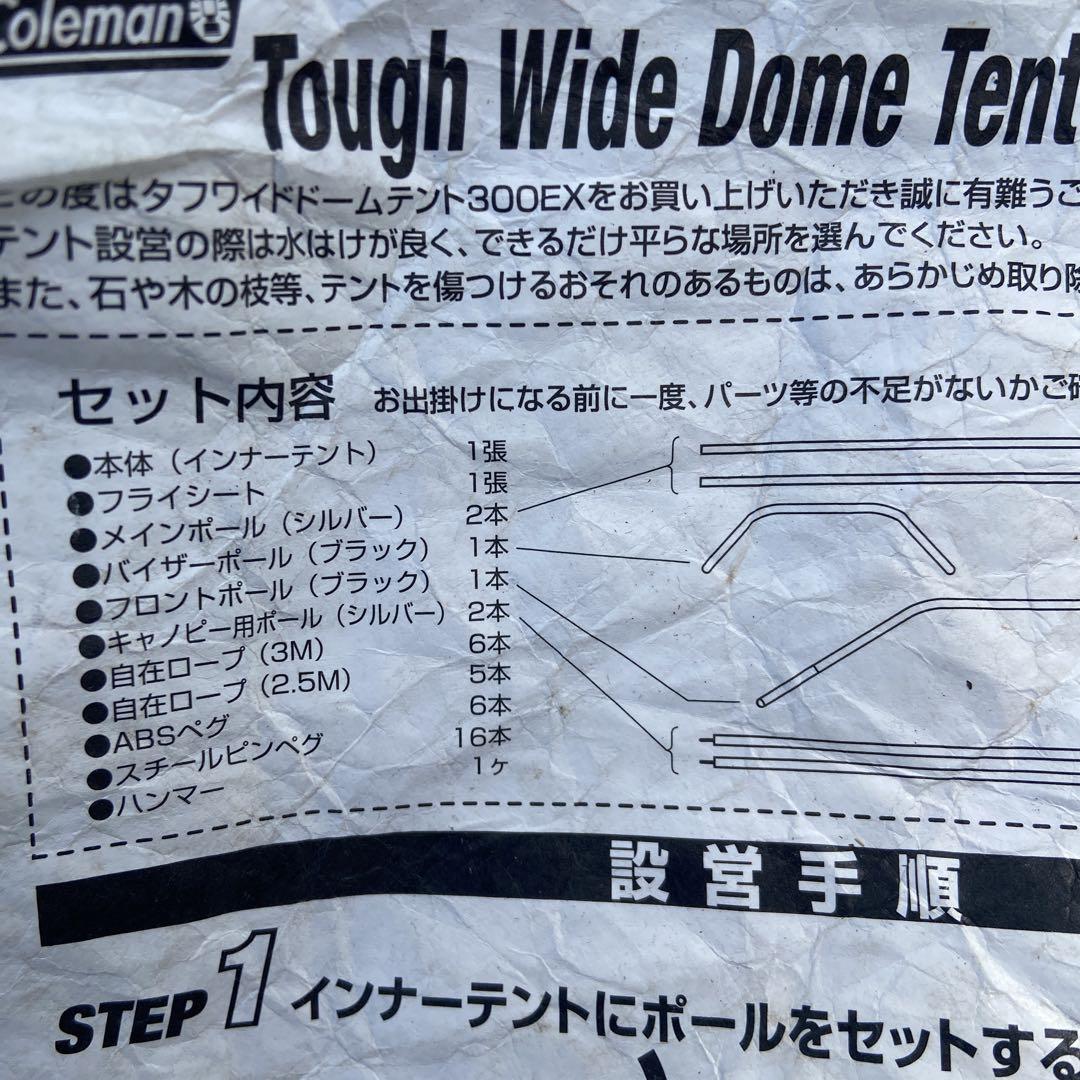 Coleman
Tough Wide Dome Tent
この度はタフワイドドームテント300EXをお買い上げいただき誠に有難うご
テント設営の際は水はけが良く、できるだけ平らな場所を選んでください。
また、石や木の枝等、テントを傷つけるおそれのあるものは、あらかじめ取り除
セット内容 お出掛けになる前に一度、パーツ等の不足がないかご確
●本体（インナーテント） 1張
●フライシート 1張
●メインポール（シルバー） 2本
●バイザーポール（ブラック） 1本
●フロントポール（ブラック） 1本
●キャノピー用ポール（シルバー） 2本
●自在ロープ（3M） 6本
●自在ロープ（2.5M） 5本
●ABSペグ 6本
●スチールピンペグ 16本
●ハンマー 1ヶ
設営手順
STEP 1 インナーテントにポールをセットする